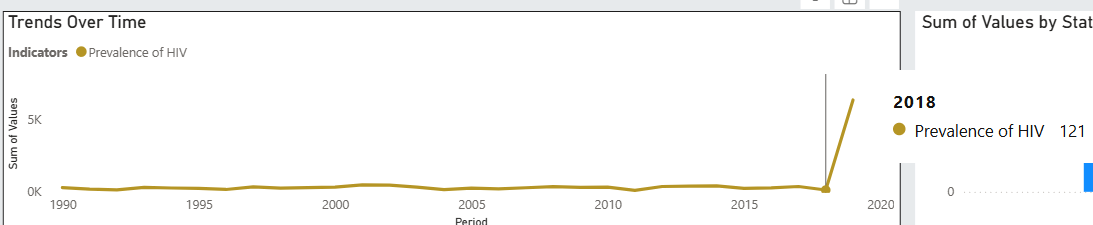 Trends Over Time
Indicators Prevalence of HIV
Sum of Values
5K
0K
1990 1995 2000 2005 2010 2015 2020
Period
Sum of Values by Stat
2018
Prevalence of HIV 121
0